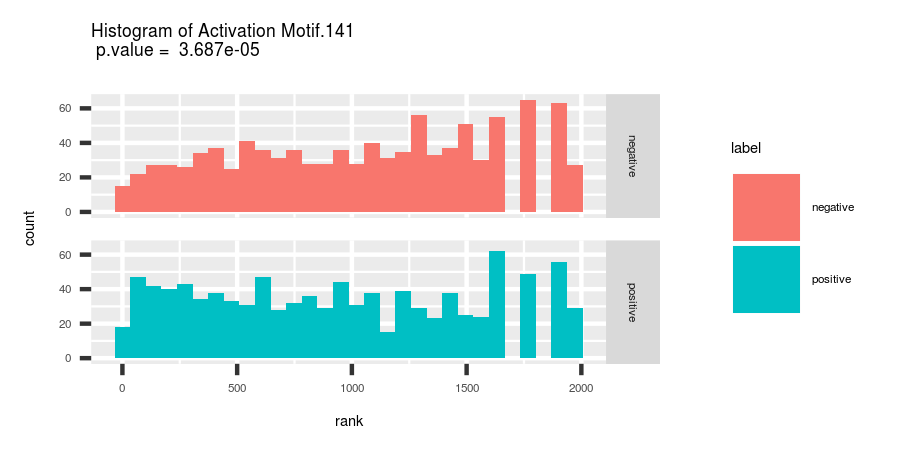 Histogram of Activation Motif.141
p.value = 3.687e-05
count
60
40
20
0
negative
60
40
20
0
positive
0 500 1000 1500 2000
rank
label
negative
positive